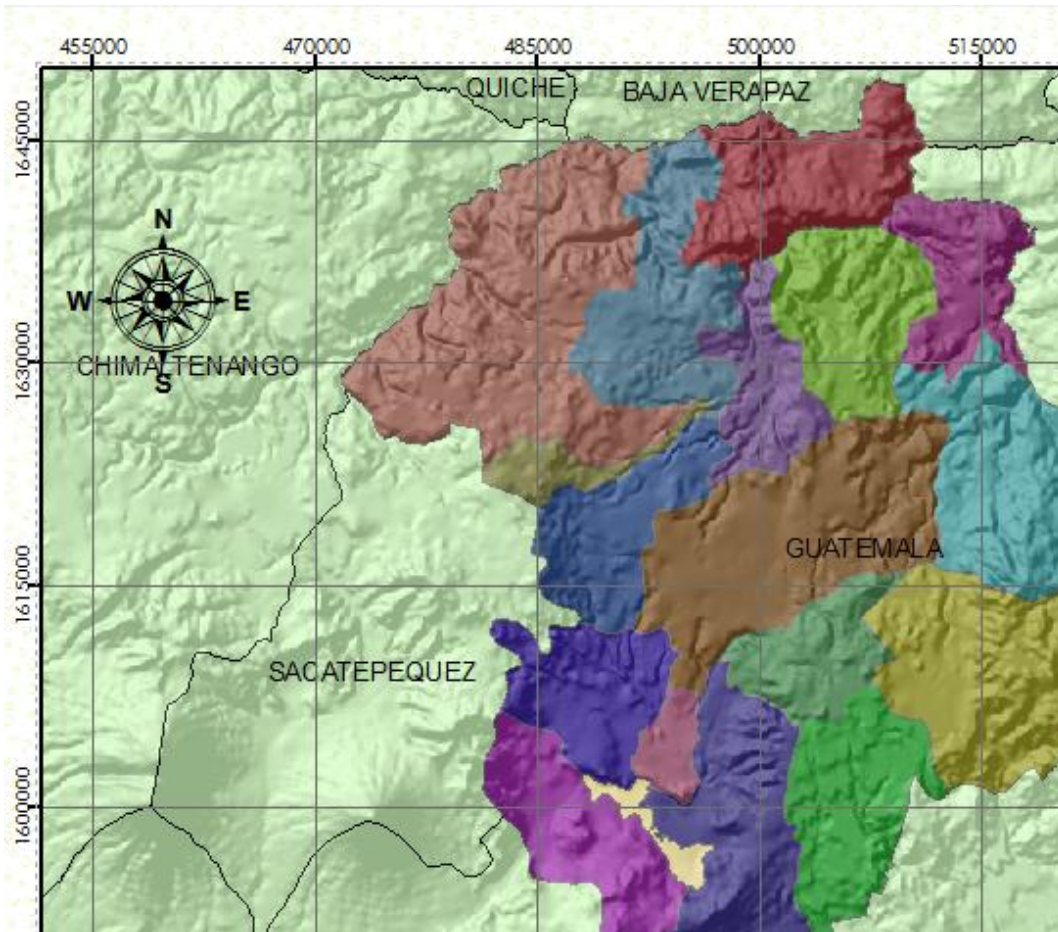 455000 470000 485000 500000 515000
QUICHE BAJA VERAPAZ
1645000
N
W E
S
CHIMALTENANGO
1630000
GUATEMALA
1615000
SACATEPEQUEZ
1600000